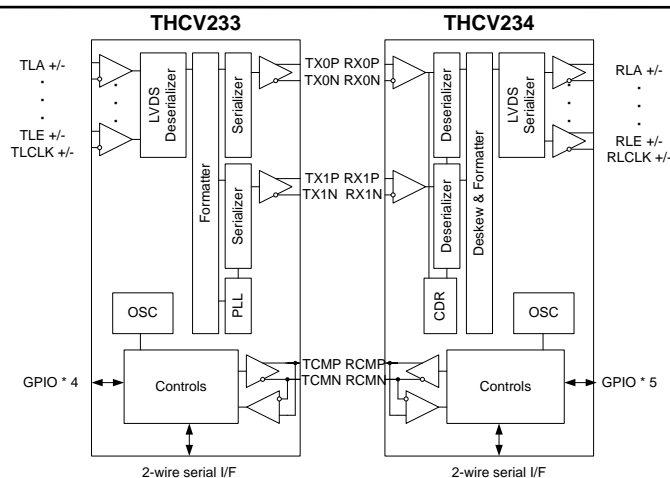 THCV233
THCV234
TLA +/-
TLE +/-
TLCLK +/-
LVDS
Deserializer
Formatter
Serializer
Serializer
PLL
OSC
Controls
GPIO * 4
2-wire serial I/F
TX0P RX0P
TX0N RX0N
TX1P RX1P
TX1N RX1N
TCMP RCMP
TCMN RCMN
Deserializer
Deserializer
CDR
Deskew & Formatter
LVDS
Serializer
OSC
Controls
RLA +/-
RLE +/-
RLCLK +/-
GPIO * 5
2-wire serial I/F